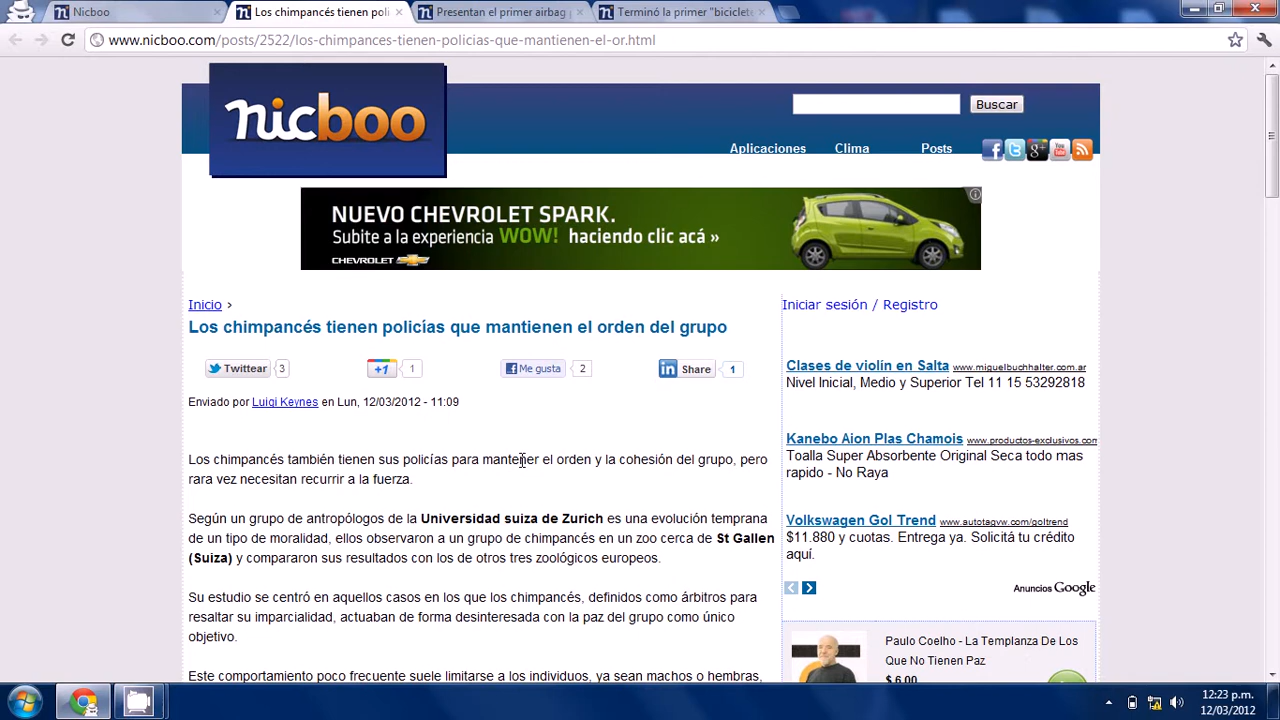 Nicboo
Los chimpancés tienen poli
Presentan el primer airbag
Terminó la primer "biciclete
www.nicboo.com/posts/2522/los-chimpances-tienen-policias-que-mantienen-el-or.html
nicboo
Buscar
Aplicaciones Clima Posts
NUEVO CHEVROLET SPARK.
Subite a la experiencia WOW! haciendo clic acá »
CHEVROLET
Inicio ›
Iniciar sesión / Registro
Los chimpancés tienen policías que mantienen el orden del grupo
Twittear 3 +1 1 Me gusta 2 Share 1
Enviado por Luigi Keynes en Lun, 12/03/2012 - 11:09
Los chimpancés también tienen sus policías para mantener el orden y la cohesión del grupo, pero
rara vez necesitan recurrir a la fuerza.
Según un grupo de antropólogos de la Universidad suiza de Zurich es una evolución temprana
de un tipo de moralidad, ellos observaron a un grupo de chimpancés en un zoo cerca de St Gallen
(Suiza) y compararon sus resultados con los de otros tres zoológicos europeos.
Su estudio se centró en aquellos casos en los que los chimpancés, definidos como árbitros para
resaltar su imparcialidad, actuaban de forma desinteresada con la paz del grupo como único
objetivo.
Este comportamiento poco frecuente suele limitarse a los individuos, ya sean machos o hembras,
Clases de violín en Salta www.miguelbuchhalter.com.ar
Nivel Inicial, Medio y Superior Tel 11 15 53292818
Kanebo Aion Plas Chamois www.productos-exclusivos.com
Toalla Super Absorbente Original Seca todo mas
rapido - No Raya
Volkswagen Gol Trend www.autotagvw.com/goltrend
$11.880 y cuotas. Entrega ya. Solicitá tu crédito
aquí.
Anuncios Google
Paulo Coelho - La Templanza De Los
Que No Tienen Paz
$ 6,00
12:23 p.m.
12/03/2012